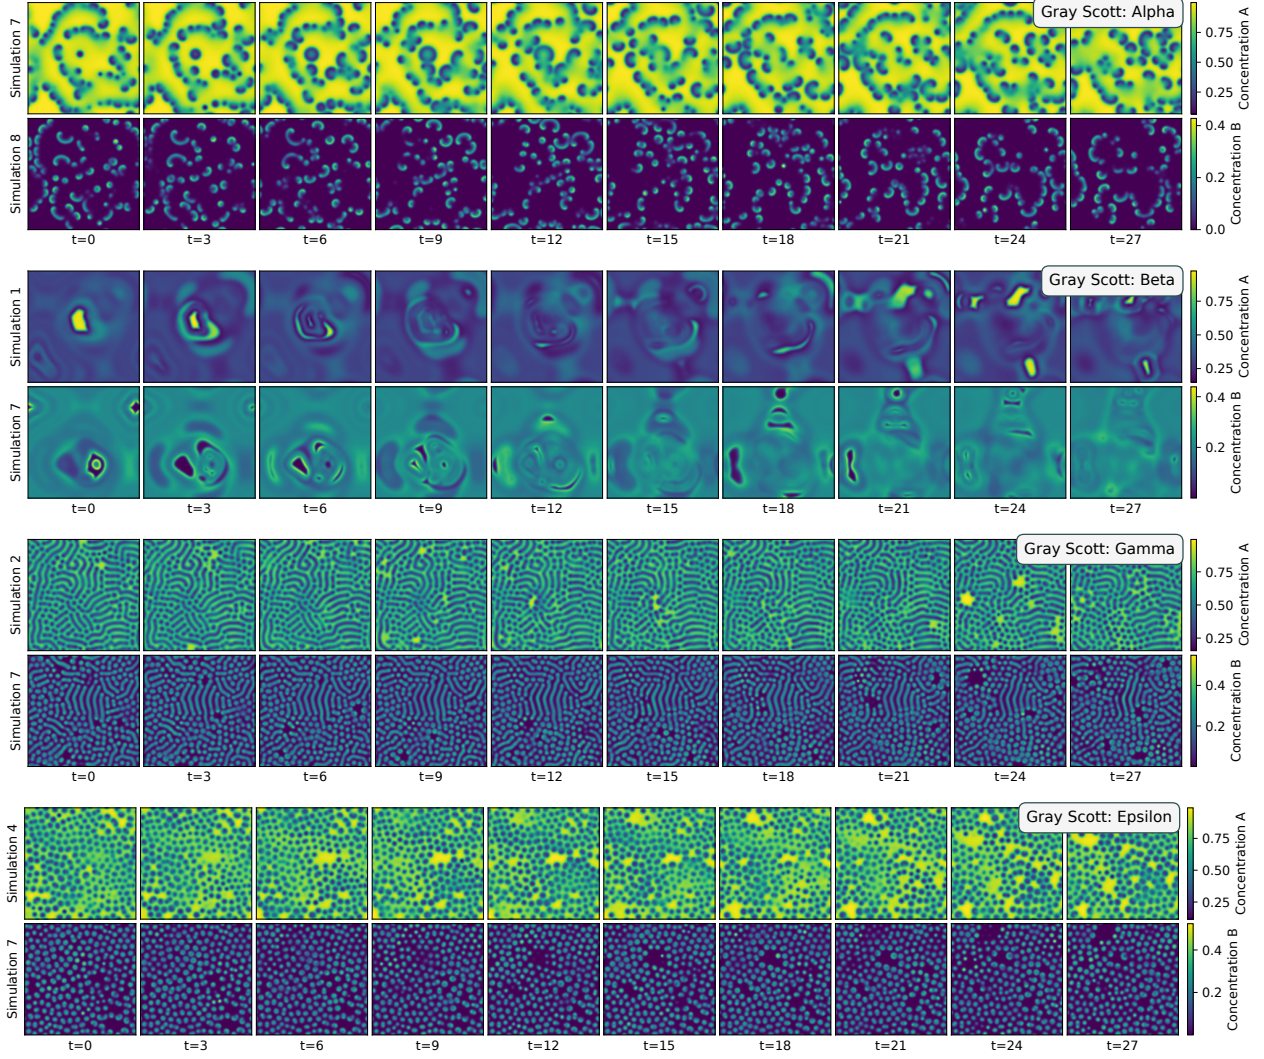 Gray Scott: Alpha
Simulation 7
0.75
0.50
0.25
Concentration A
Simulation 8
0.4
0.2
0.0
Concentration B
t=0 t=3 t=6 t=9 t=12 t=15 t=18 t=21 t=24 t=27
Gray Scott: Beta
Simulation 1
0.75
0.50
0.25
Concentration A
Simulation 7
0.4
0.2
Concentration B
t=0 t=3 t=6 t=9 t=12 t=15 t=18 t=21 t=24 t=27
Gray Scott: Gamma
Simulation 2
0.75
0.50
0.25
Concentration A
Simulation 7
0.4
0.2
Concentration B
t=0 t=3 t=6 t=9 t=12 t=15 t=18 t=21 t=24 t=27
Gray Scott: Epsilon
Simulation 4
0.75
0.50
0.25
Concentration A
Simulation 7
0.4
0.2
Concentration B
t=0 t=3 t=6 t=9 t=12 t=15 t=18 t=21 t=24 t=27